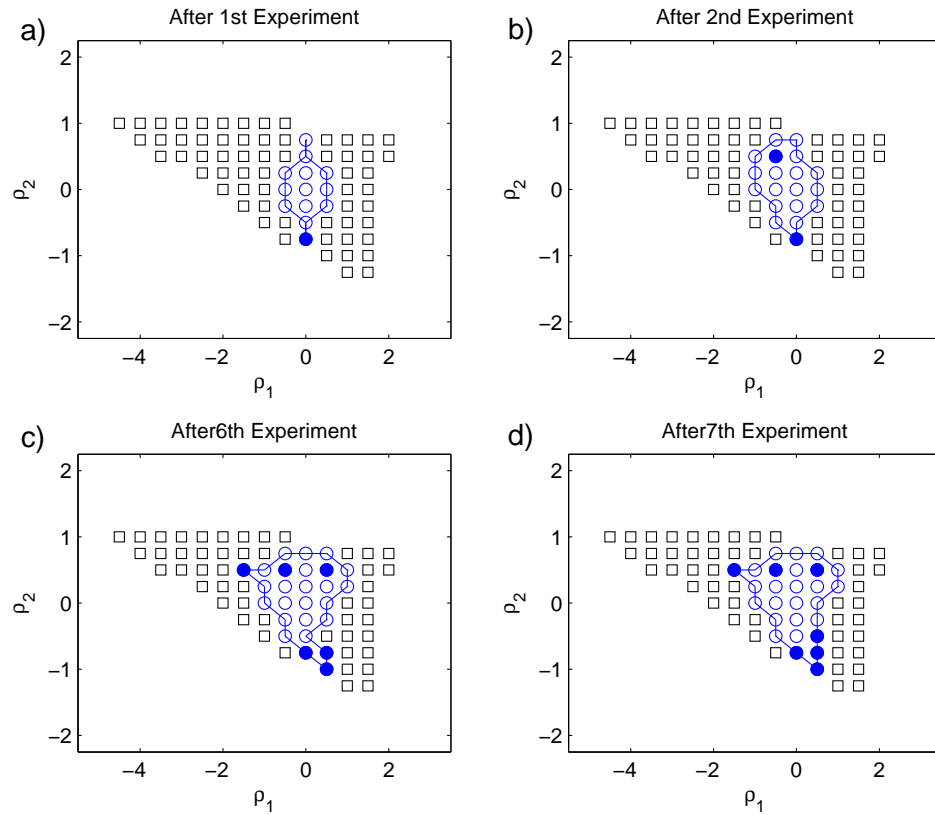 After 1st Experiment
a)
2
1
0
−1
−2
ρ2
−4 −2 0 2
ρ1
After 2nd Experiment
b)
2
1
0
−1
−2
ρ2
−4 −2 0 2
ρ1
After6th Experiment
c)
2
1
0
−1
−2
ρ2
−4 −2 0 2
ρ1
After7th Experiment
d)
2
1
0
−1
−2
ρ2
−4 −2 0 2
ρ1